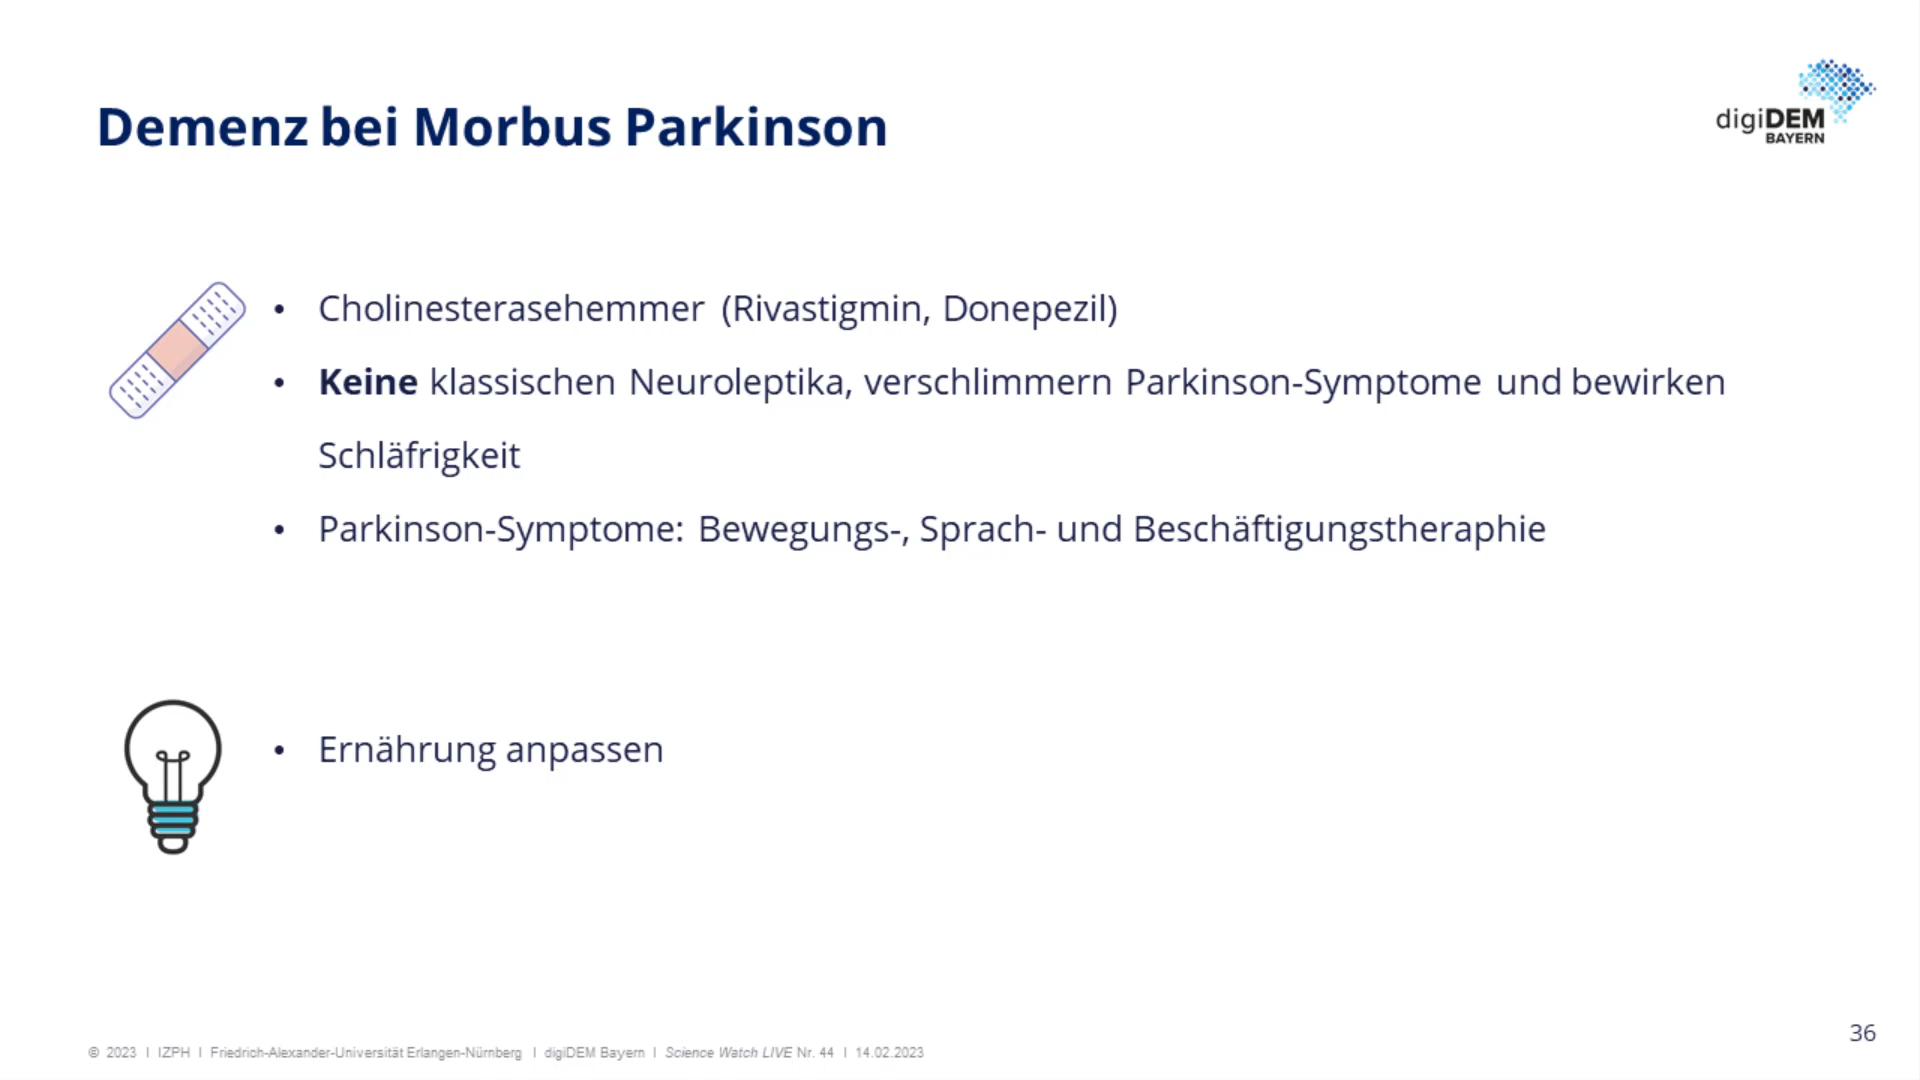 Demenz bei Morbus Parkinson
digiDEM
BAYERN
• Cholinesterasehemmer (Rivastigmin, Donepezil)
• Keine klassischen Neuroleptika, verschlimmern Parkinson-Symptome und bewirken
Schläfrigkeit
• Parkinson-Symptome: Bewegungs-, Sprach- und Beschäftigungstheraphie
• Ernährung anpassen
36
© 2023 I IZPH I Friedrich-Alexander-Universität Erlangen-Nürnberg I digiDEM Bayern I Science Watch LIVE Nr. 44 I 14.02.2023